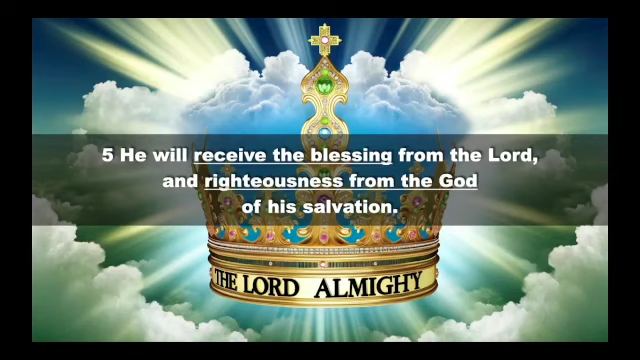 5 He will receive the blessing from the Lord,
and righteousness from the God
of his salvation.
THE LORD ALMIGHTY